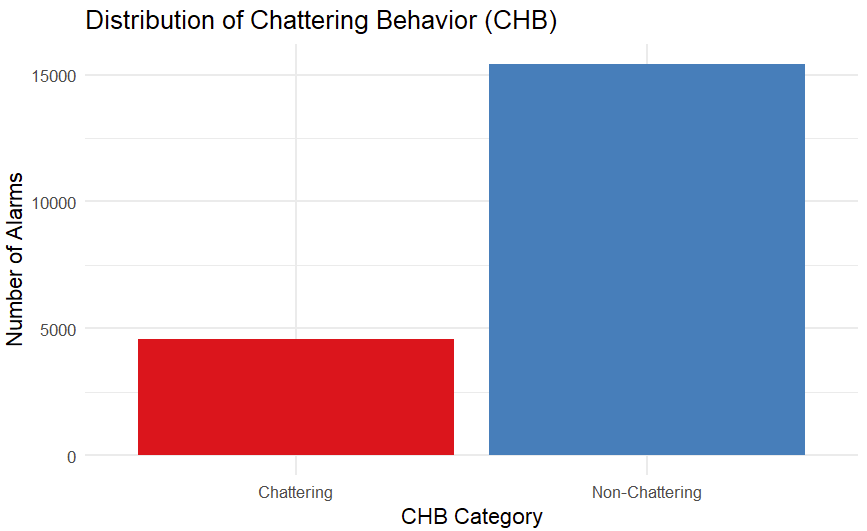 Distribution of Chattering Behavior (CHB)
Number of Alarms
15000
10000
5000
0
Chattering
Non-Chattering
CHB Category